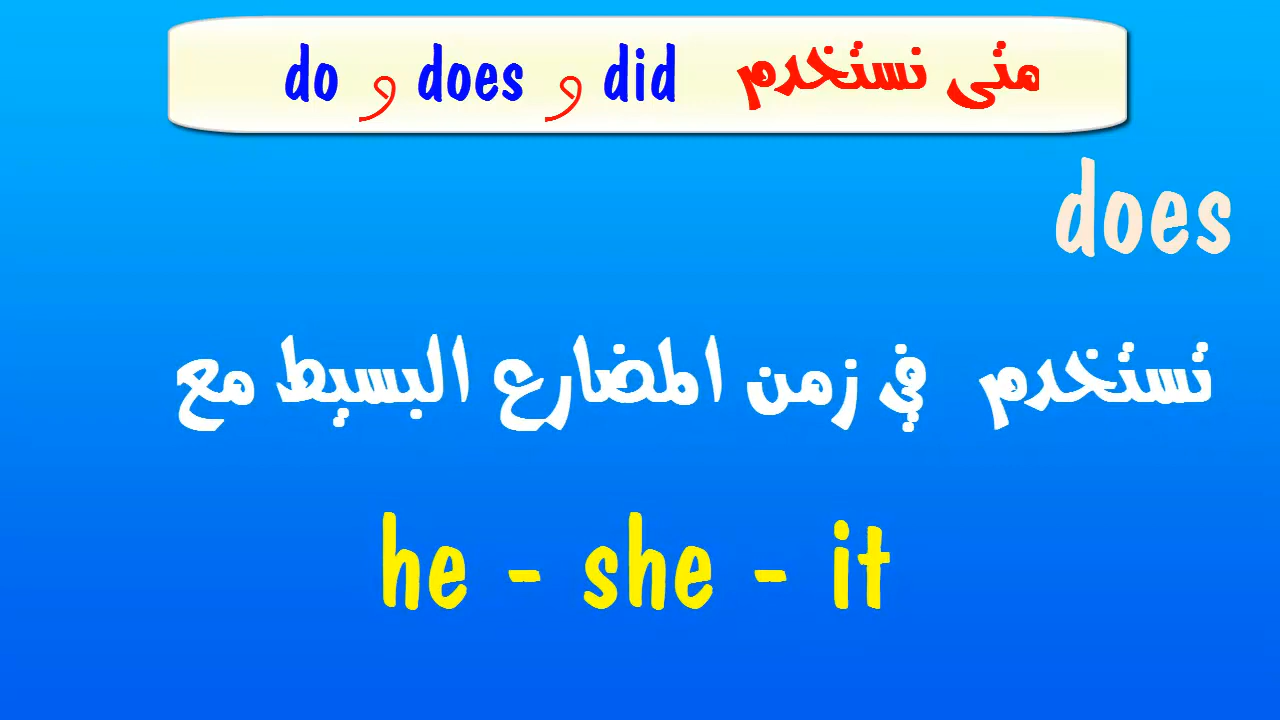 متى نستخدم did و does و do
does
تستخدم في زمن المضارع البسيط مع
he - she - it